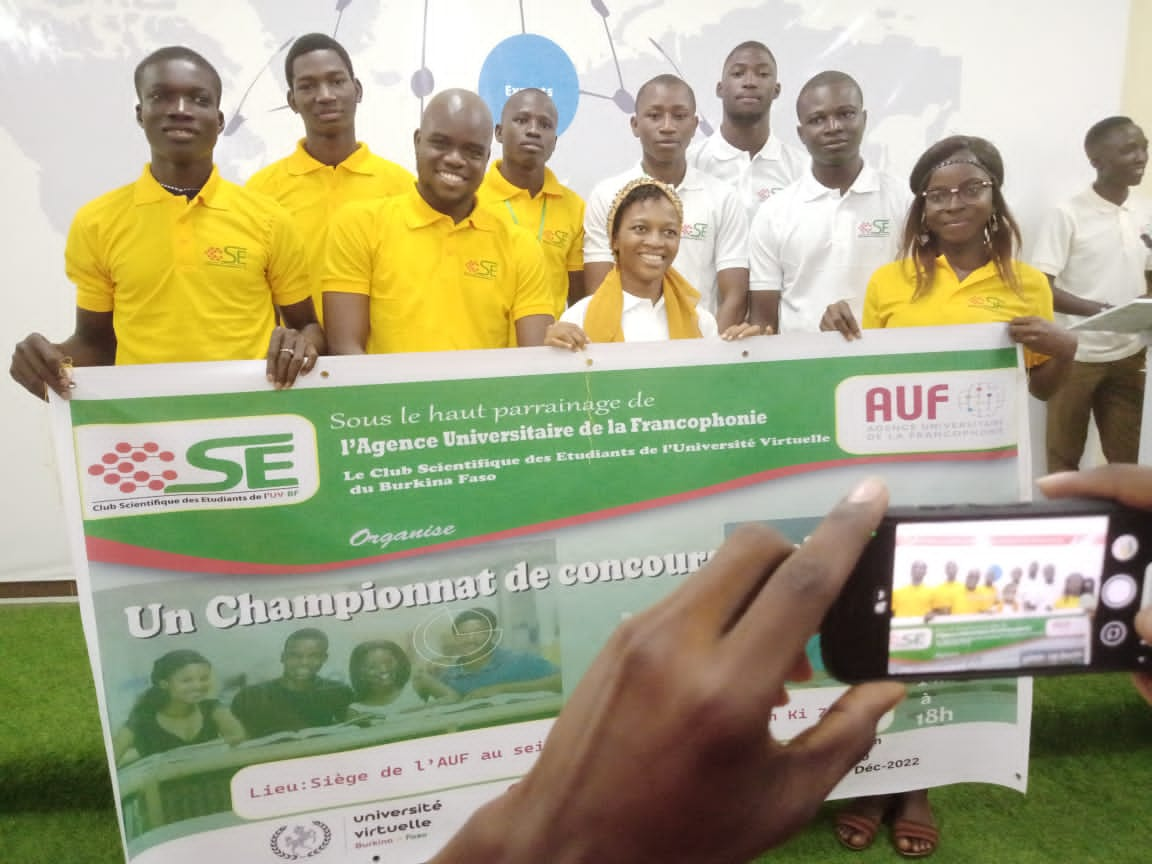 SE
SE
SE
SE
SE
SE
Sous le haut parrainage de
l'Agence Universitaire de la Francophonie
Le Club Scientifique des Etudiants de l'Université Virtuelle
du Burkina Faso
AUF
AGENCE UNIVERSITAIRE
DE LA FRANCOPHONIE
SE
Club Scientifique des Etudiants de l'UV-BF
Organise
Un Championnat de concour
à
18h
Lieu:Siège de l'AUF au sei
Ki
Déc-2022
université
virtuelle
Burkina Faso